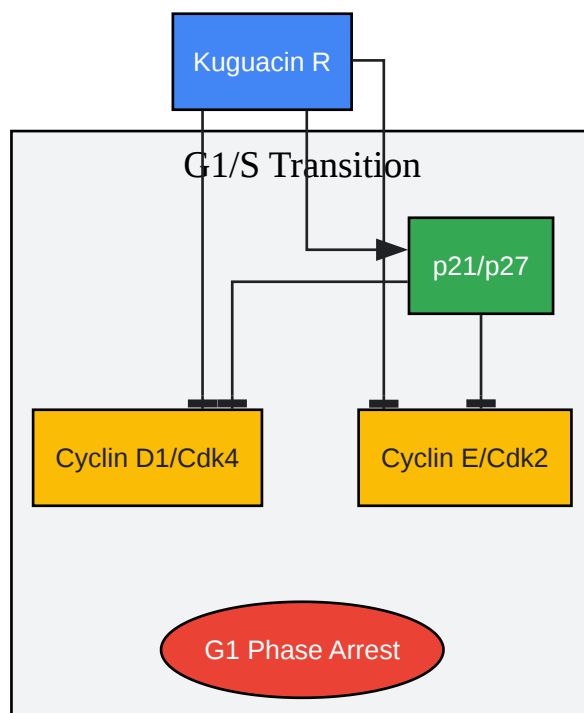 Kuguacin R
G1/S Transition
p21/p27
Cyclin D1/Cdk4
Cyclin E/Cdk2
G1 Phase Arrest